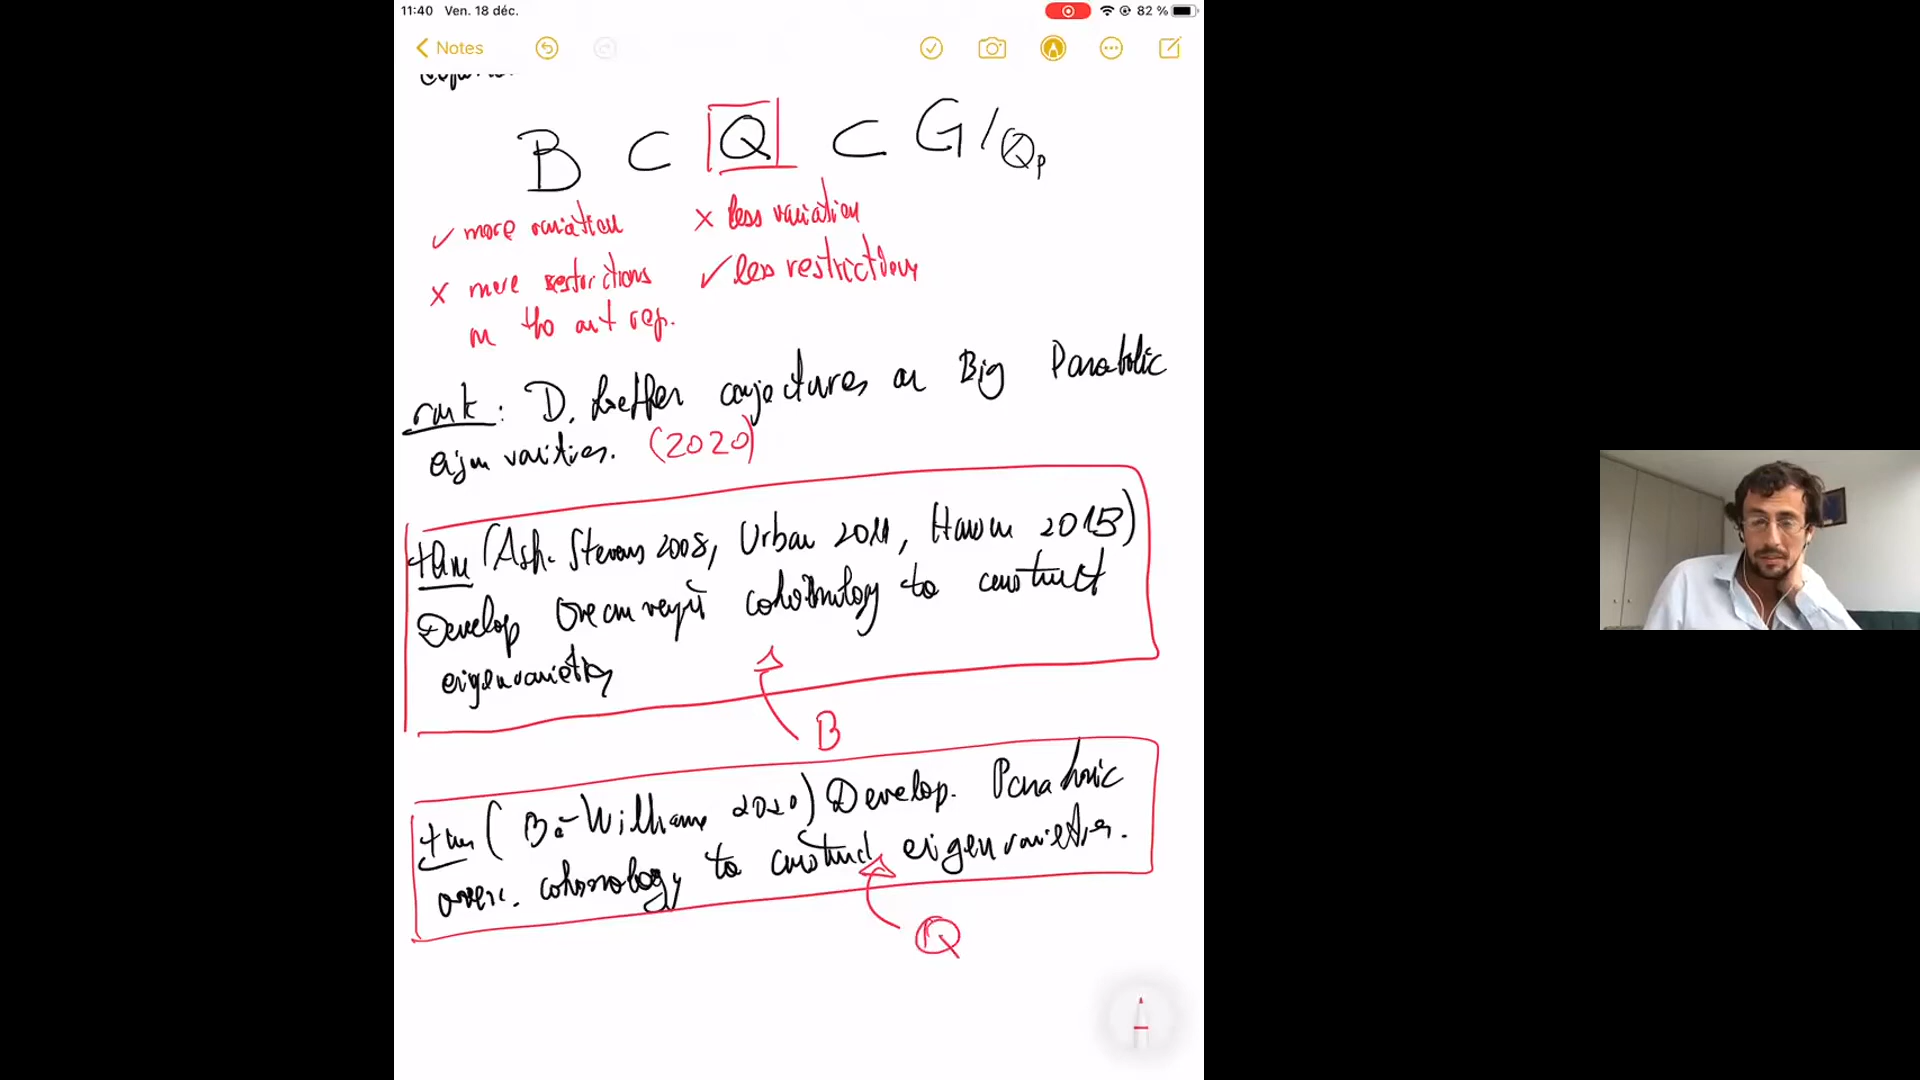 11:40 Ven. 18 déc.
82 %
Notes
B ⊂ Q ⊂ G/Qp
✓ more variation
× less variation
× more restrictions
✓ less restrictions
on the aut rep.
rmk: D. Loeffler conjectures on Big Parabolic
eigenvarities. (2020)
thm (Ash-Stevens 2008, Urban 2011, Hansen 2015)
Develop Overconvergent cohomology to construct
eigenvarieties
B
thm (Ba-Williams 2020) Develop. Parahoric
overc. cohomology to construct eigenvarieties.
Q